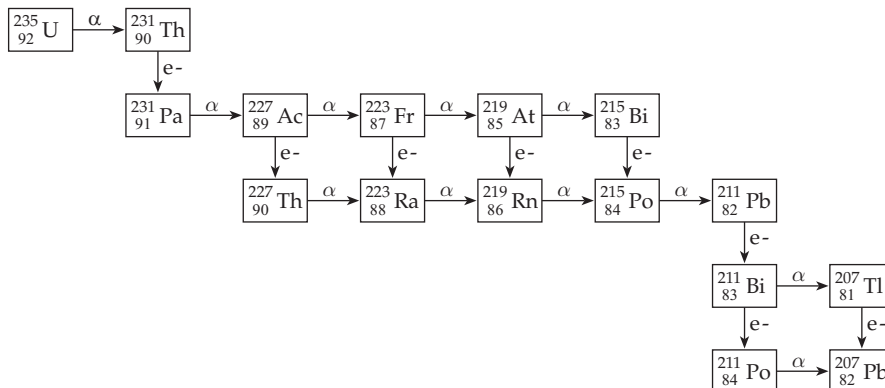 235 92 U α 231 90 Th
e-
231 91 Pa α 227 89 Ac α 223 87 Fr α 219 85 At α 215 83 Bi
e- e- e- e-
227 90 Th α 223 88 Ra α 219 86 Rn α 215 84 Po α 211 82 Pb
e-
211 83 Bi α 207 81 Tl
e- e-
211 84 Po α 207 82 Pb